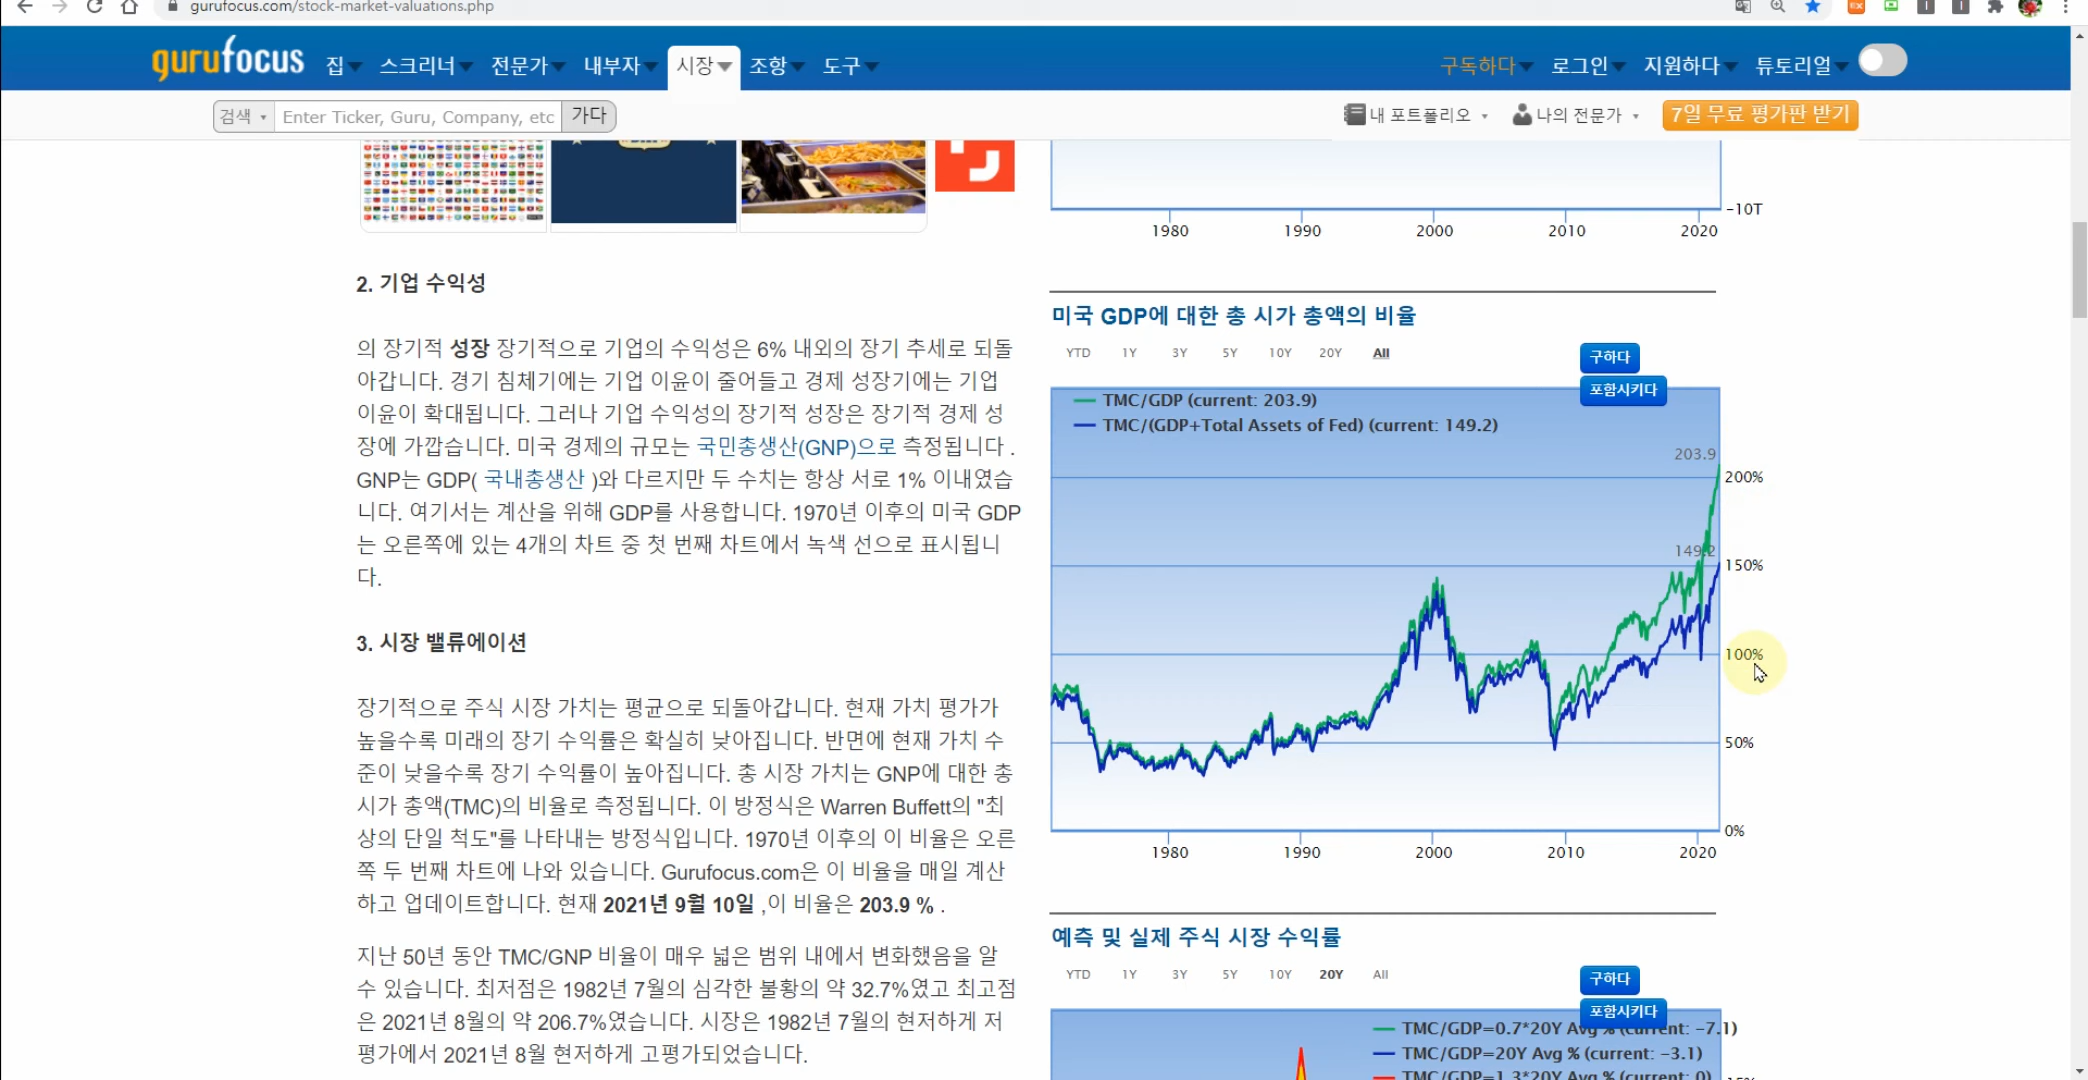 gurufocus.com/stock-market-valuations.php
gurufocus 집 스크리너 전문가 내부자 시장 조항 도구 구독하다 로그인 지원하다 튜토리얼
검색 Enter Ticker, Guru, Company, etc 가다 내 포트폴리오 나의 전문가 7일 무료 평가판 받기
2. 기업 수익성
의 장기적 성장 장기적으로 기업의 수익성은 6% 내외의 장기 추세로 되돌
아갑니다. 경기 침체기에는 기업 이윤이 줄어들고 경제 성장기에는 기업
이윤이 확대됩니다. 그러나 기업 수익성의 장기적 성장은 장기적 경제 성
장에 가깝습니다. 미국 경제의 규모는 국민총생산(GNP)으로 측정됩니다 .
GNP는 GDP( 국내총생산 )와 다르지만 두 수치는 항상 서로 1% 이내였습
니다. 여기서는 계산을 위해 GDP를 사용합니다. 1970년 이후의 미국 GDP
는 오른쪽에 있는 4개의 차트 중 첫 번째 차트에서 녹색 선으로 표시됩니
다.
3. 시장 밸류에이션
장기적으로 주식 시장 가치는 평균으로 되돌아갑니다. 현재 가치 평가가
높을수록 미래의 장기 수익률은 확실히 낮아집니다. 반면에 현재 가치 수
준이 낮을수록 장기 수익률이 높아집니다. 총 시장 가치는 GNP에 대한 총
시가 총액(TMC)의 비율로 측정됩니다. 이 방정식은 Warren Buffett의 "최
상의 단일 척도"를 나타내는 방정식입니다. 1970년 이후의 이 비율은 오른
쪽 두 번째 차트에 나와 있습니다. Gurufocus.com은 이 비율을 매일 계산
하고 업데이트합니다. 현재 2021년 9월 10일 ,이 비율은 203.9 % .
지난 50년 동안 TMC/GNP 비율이 매우 넓은 범위 내에서 변화했음을 알
수 있습니다. 최저점은 1982년 7월의 심각한 불황의 약 32.7%였고 최고점
은 2021년 8월의 약 206.7%였습니다. 시장은 1982년 7월의 현저하게 저
평가에서 2021년 8월 현저하게 고평가되었습니다.
-10T
1980 1990 2000 2010 2020
미국 GDP에 대한 총 시가 총액의 비율
YTD 1Y 3Y 5Y 10Y 20Y All
구하다
포함시키다
TMC/GDP (current: 203.9)
TMC/(GDP+Total Assets of Fed) (current: 149.2)
203.9
200%
149.2
150%
100%
50%
0%
1980 1990 2000 2010 2020
예측 및 실제 주식 시장 수익률
YTD 1Y 3Y 5Y 10Y 20Y All
구하다
포함시키다
TMC/GDP=0.7*20Y Avg % (current: -7.1)
TMC/GDP=20Y Avg % (current: -3.1)
TMC/GDP=1.3*20Y Avg % (current: 0)
15%